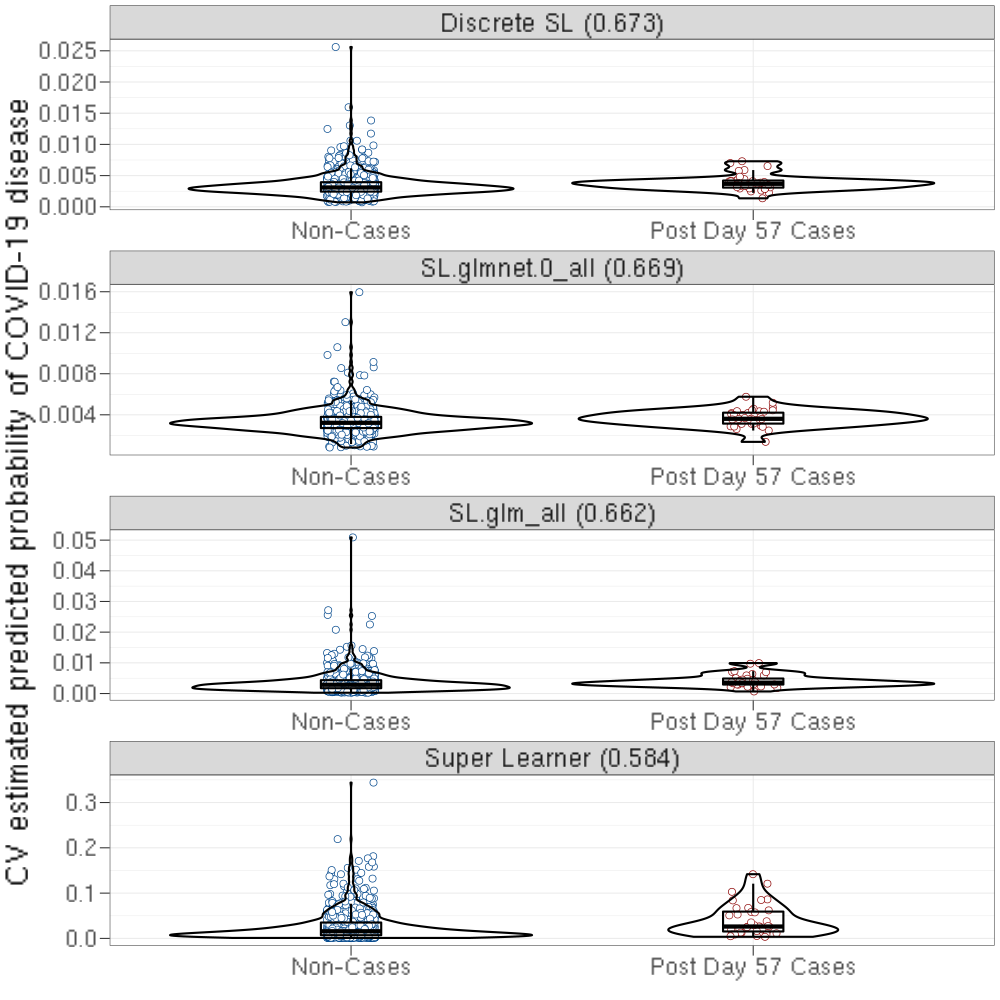 CV estimated predicted probability of COVID-19 disease
Discrete SL (0.673)
0.025
0.020
0.015
0.010
0.005
0.000
Non-Cases Post Day 57 Cases
SL.glmnet.0_all (0.669)
0.016
0.012
0.008
0.004
Non-Cases Post Day 57 Cases
SL.glm_all (0.662)
0.05
0.04
0.03
0.02
0.01
0.00
Non-Cases Post Day 57 Cases
Super Learner (0.584)
0.3
0.2
0.1
0.0
Non-Cases Post Day 57 Cases